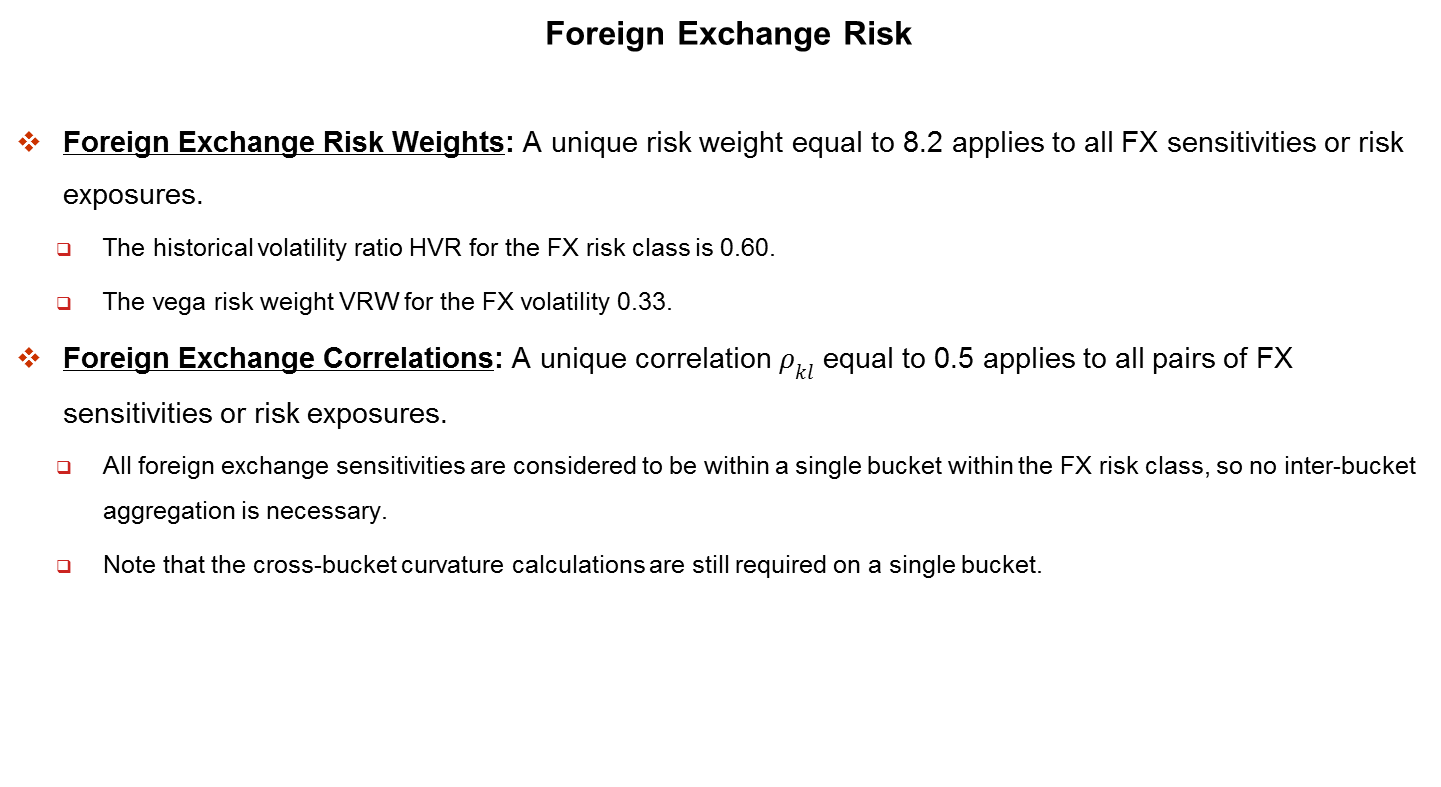 Foreign Exchange Risk
❖ Foreign Exchange Risk Weights: A unique risk weight equal to 8.2 applies to all FX sensitivities or risk
exposures.
❑ The historical volatility ratio HVR for the FX risk class is 0.60.
❑ The vega risk weight VRW for the FX volatility 0.33.
❖ Foreign Exchange Correlations: A unique correlation ρ_kl equal to 0.5 applies to all pairs of FX
sensitivities or risk exposures.
❑ All foreign exchange sensitivities are considered to be within a single bucket within the FX risk class, so no inter-bucket
aggregation is necessary.
❑ Note that the cross-bucket curvature calculations are still required on a single bucket.